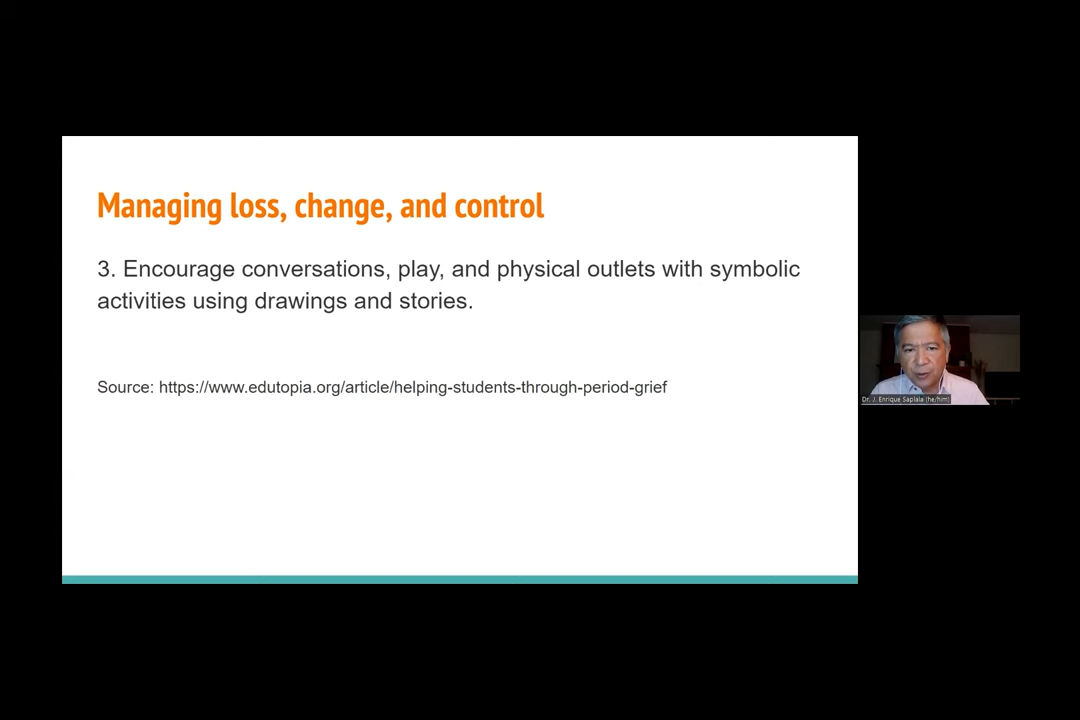 Managing loss, change, and control
3. Encourage conversations, play, and physical outlets with symbolic
activities using drawings and stories.
Source: https://www.edutopia.org/article/helping-students-through-period-grief
Dr. J. Enrique Saplala (he/him)